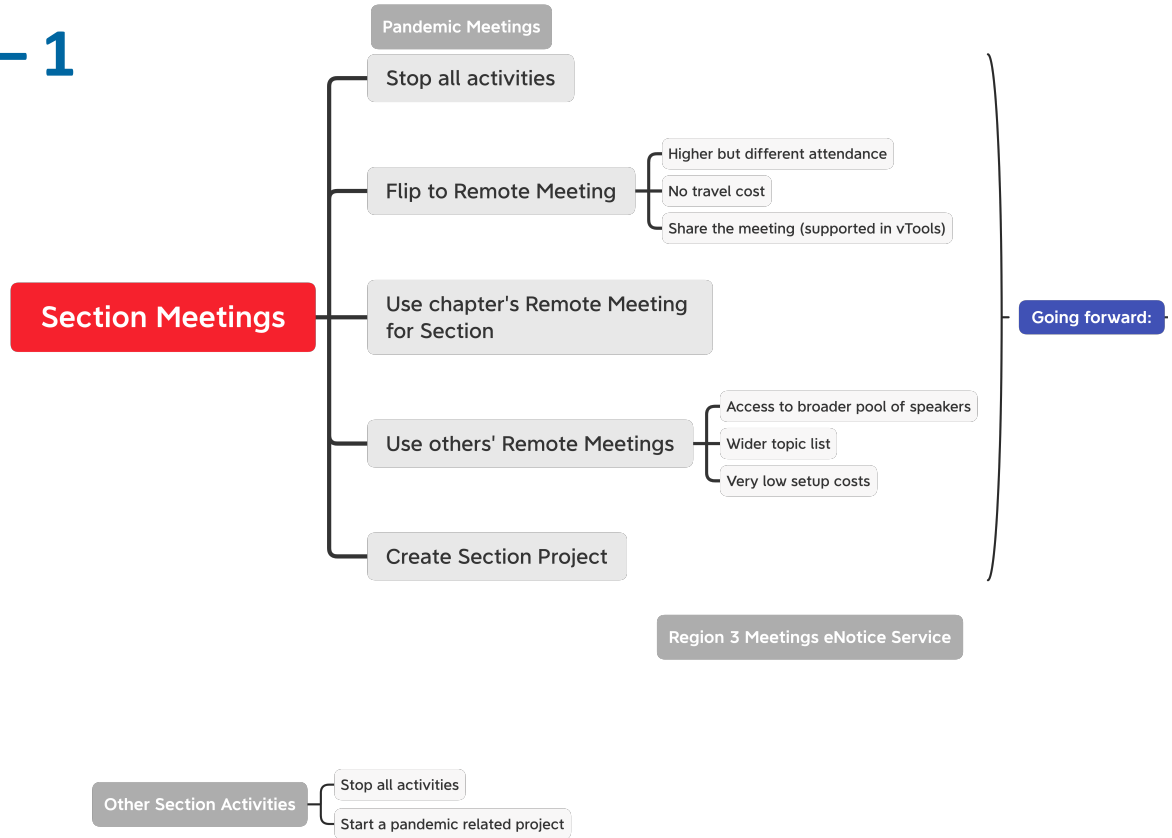 – 1
Pandemic Meetings
Stop all activities
Flip to Remote Meeting
Higher but different attendance
No travel cost
Share the meeting (supported in vTools)
Section Meetings
Use chapter's Remote Meeting
for Section
Going forward:
Use others' Remote Meetings
Access to broader pool of speakers
Wider topic list
Very low setup costs
Create Section Project
Region 3 Meetings eNotice Service
Other Section Activities
Stop all activities
Start a pandemic related project